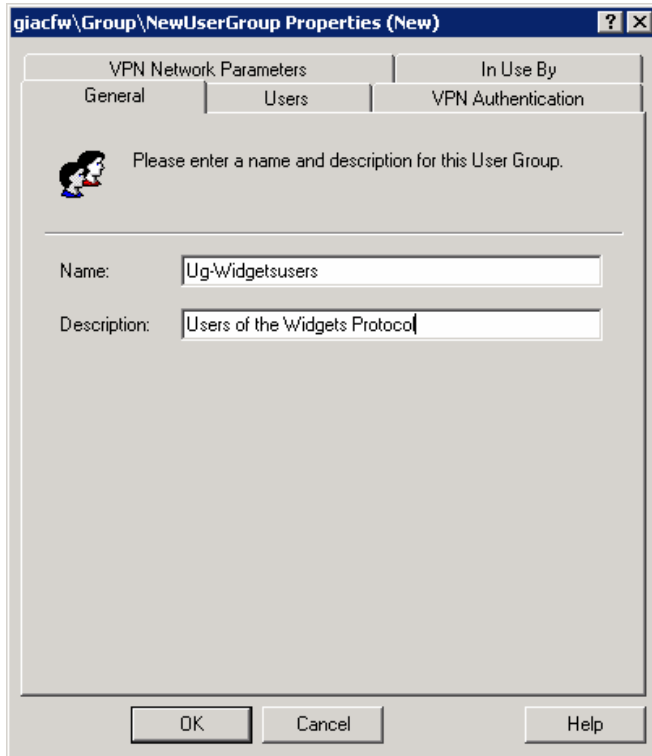 giacfw\Group\NewUserGroup Properties (New)
VPN Network Parameters
In Use By
General
Users
VPN Authentication
Please enter a name and description for this User Group.
Name:
Ug-Widgetsusers
Description:
Users of the Widgets Protocol
OK
Cancel
Help